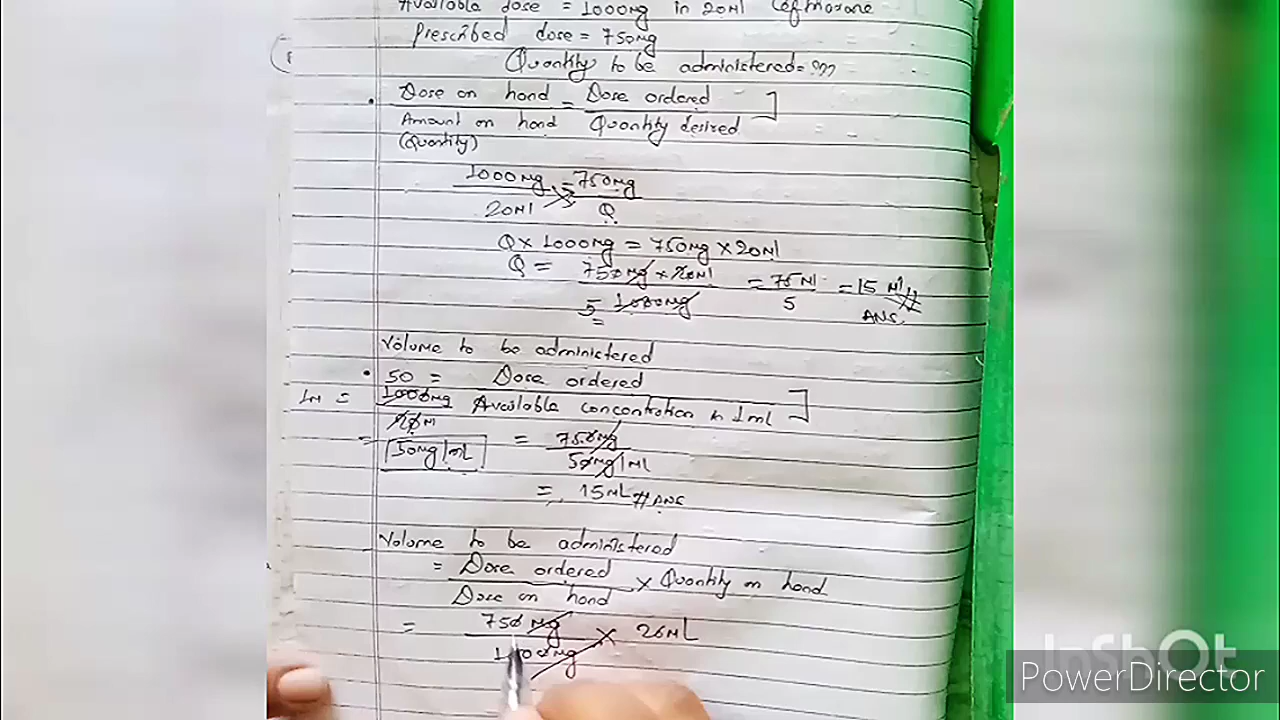 Available dose = 1000mg in 20Ml
Prescribed dose = 750mg
Quantity to be administered = ???
Dose on hand = Dose ordered
Amount on hand Quantity desired
(Quantity)
1000mg = 750mg
20Ml Q
Q × 1000mg = 750mg × 20Ml
Q = 750mg × 20Ml = 75Ml = 15 Ml
5 1000mg 5 ANS.
Volume to be administered
50 = Dose ordered
1000mg Available concentration in 1ml
20Ml
= 50mg/mL = 750mg
50mg/ML
= 15ML # ANS
Volume to be administered
= Dose ordered × Quantity on hand
Dose on hand
= 750 mg × 20mL
1000mg
InShOt
PowerDirector